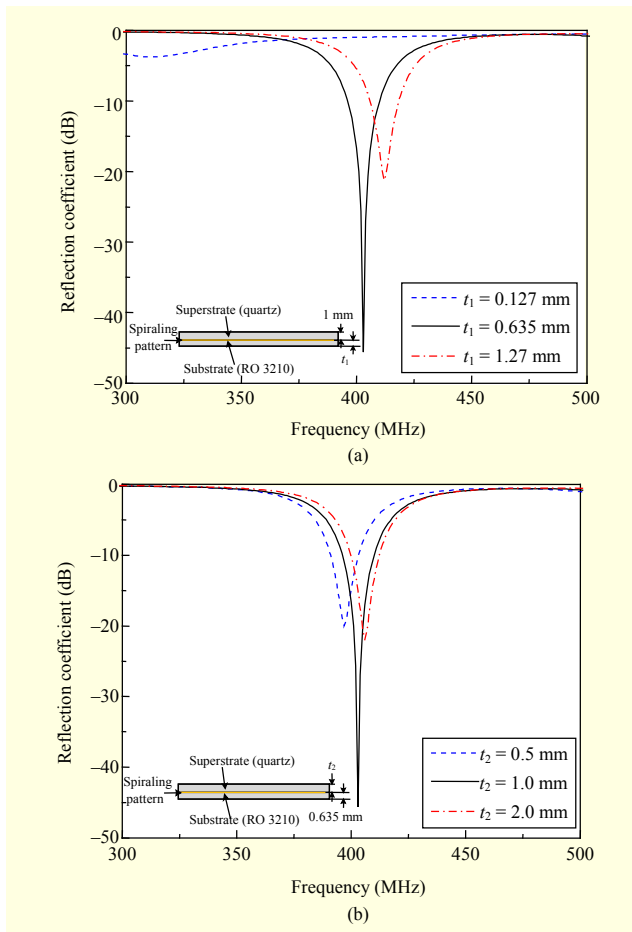 0
–10
–20
–30
–40
–50
Reflection coefficient (dB)
Superstrate (quartz)
1 mm
Spiraling
pattern
Substrate (RO 3210)
t1
t1 = 0.127 mm
t1 = 0.635 mm
t1 = 1.27 mm
300 350 400 450 500
Frequency (MHz)
(a)
0
–10
–20
–30
–40
–50
Reflection coefficient (dB)
Superstrate (quartz)
t2
Spiraling
pattern
Substrate (RO 3210)
0.635 mm
t2 = 0.5 mm
t2 = 1.0 mm
t2 = 2.0 mm
300 350 400 450 500
Frequency (MHz)
(b)